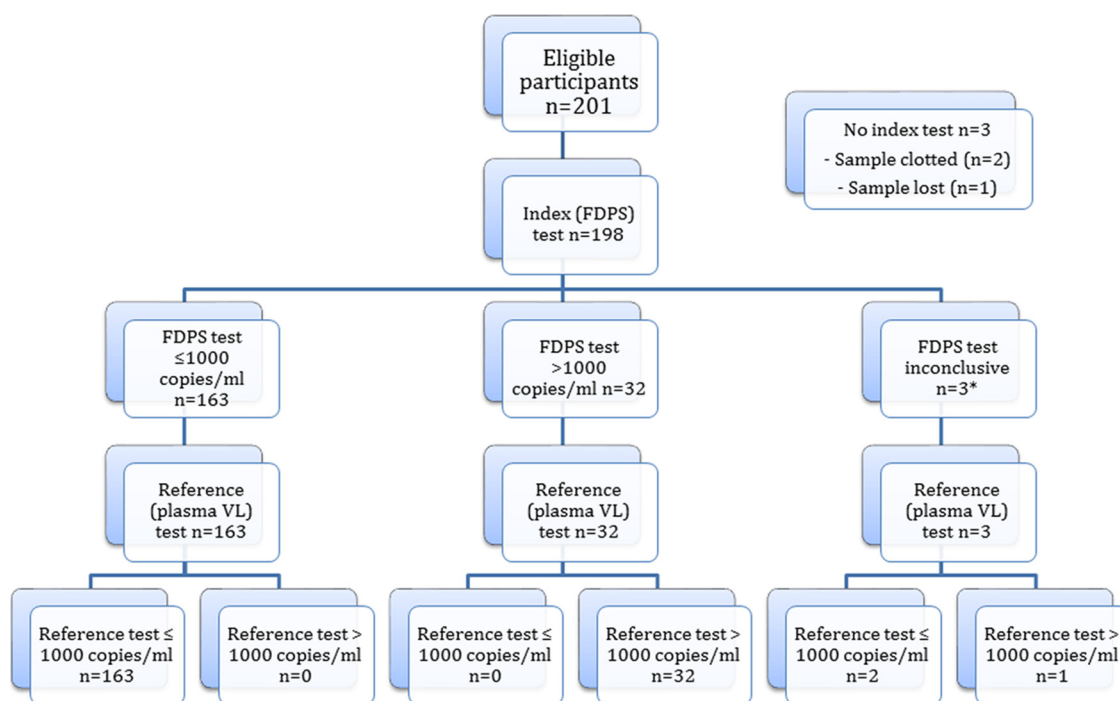 Eligible
participants
n=201
No index test n=3
- Sample clotted (n=2)
- Sample lost (n=1)
Index (FDPS)
test n=198
FDPS test
≤1000
copies/ml
n=163
FDPS test
>1000
copies/ml n=32
FDPS test
inconclusive
n=3*
Reference
(plasma VL)
test n=163
Reference
(plasma VL)
test n=32
Reference
(plasma VL)
test n=3
Reference test ≤
1000 copies/ml
n=163
Reference test >
1000 copies/ml
n=0
Reference test ≤
1000 copies/ml
n=0
Reference test >
1000 copies/ml
n=32
Reference test ≤
1000 copies/ml
n=2
Reference test >
1000 copies/ml
n=1